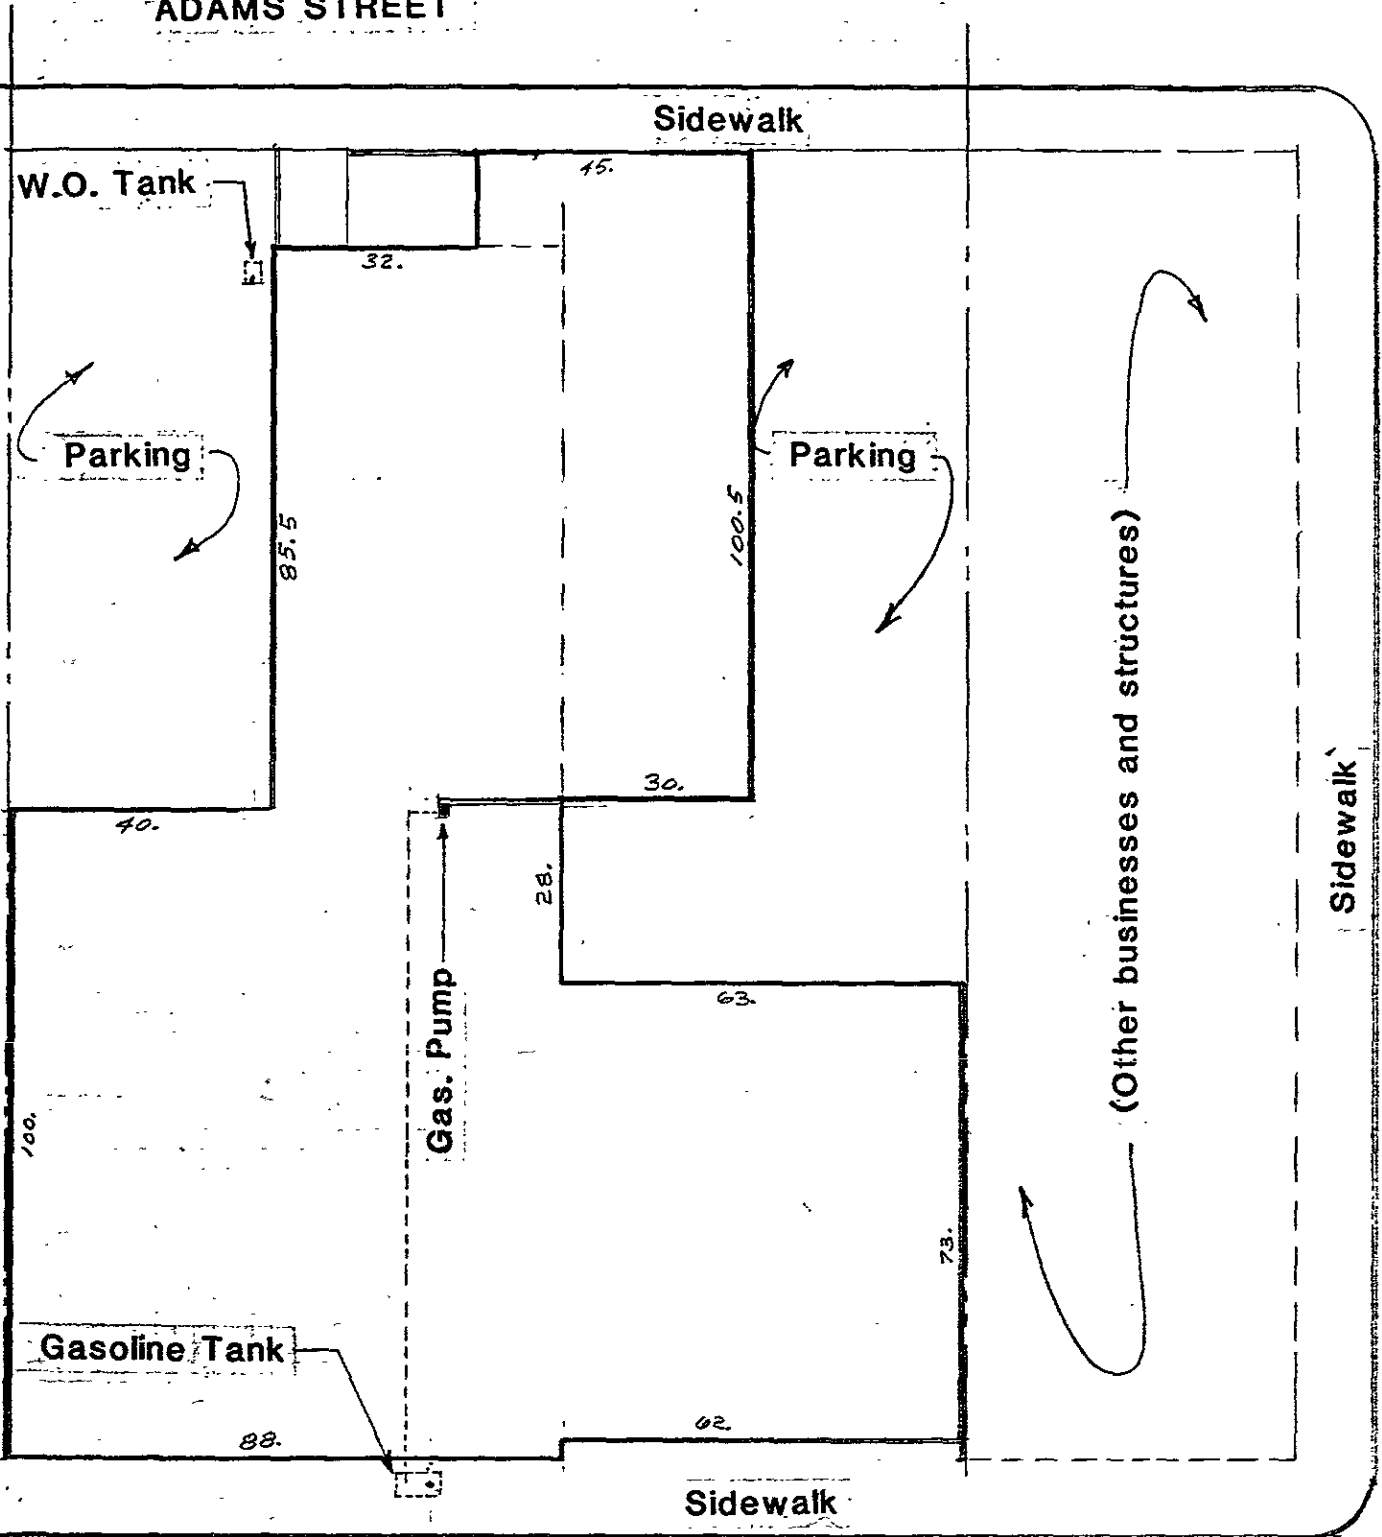 ADAMS STREET
Sidewalk
45.
W.O. Tank
32.
Parking
Parking
85.5
100.5
(Other businesses and structures)
30.
40.
28.
Sidewalk
63.
Gas. Pump
100.
73.
Gasoline Tank
88.
62.
Sidewalk